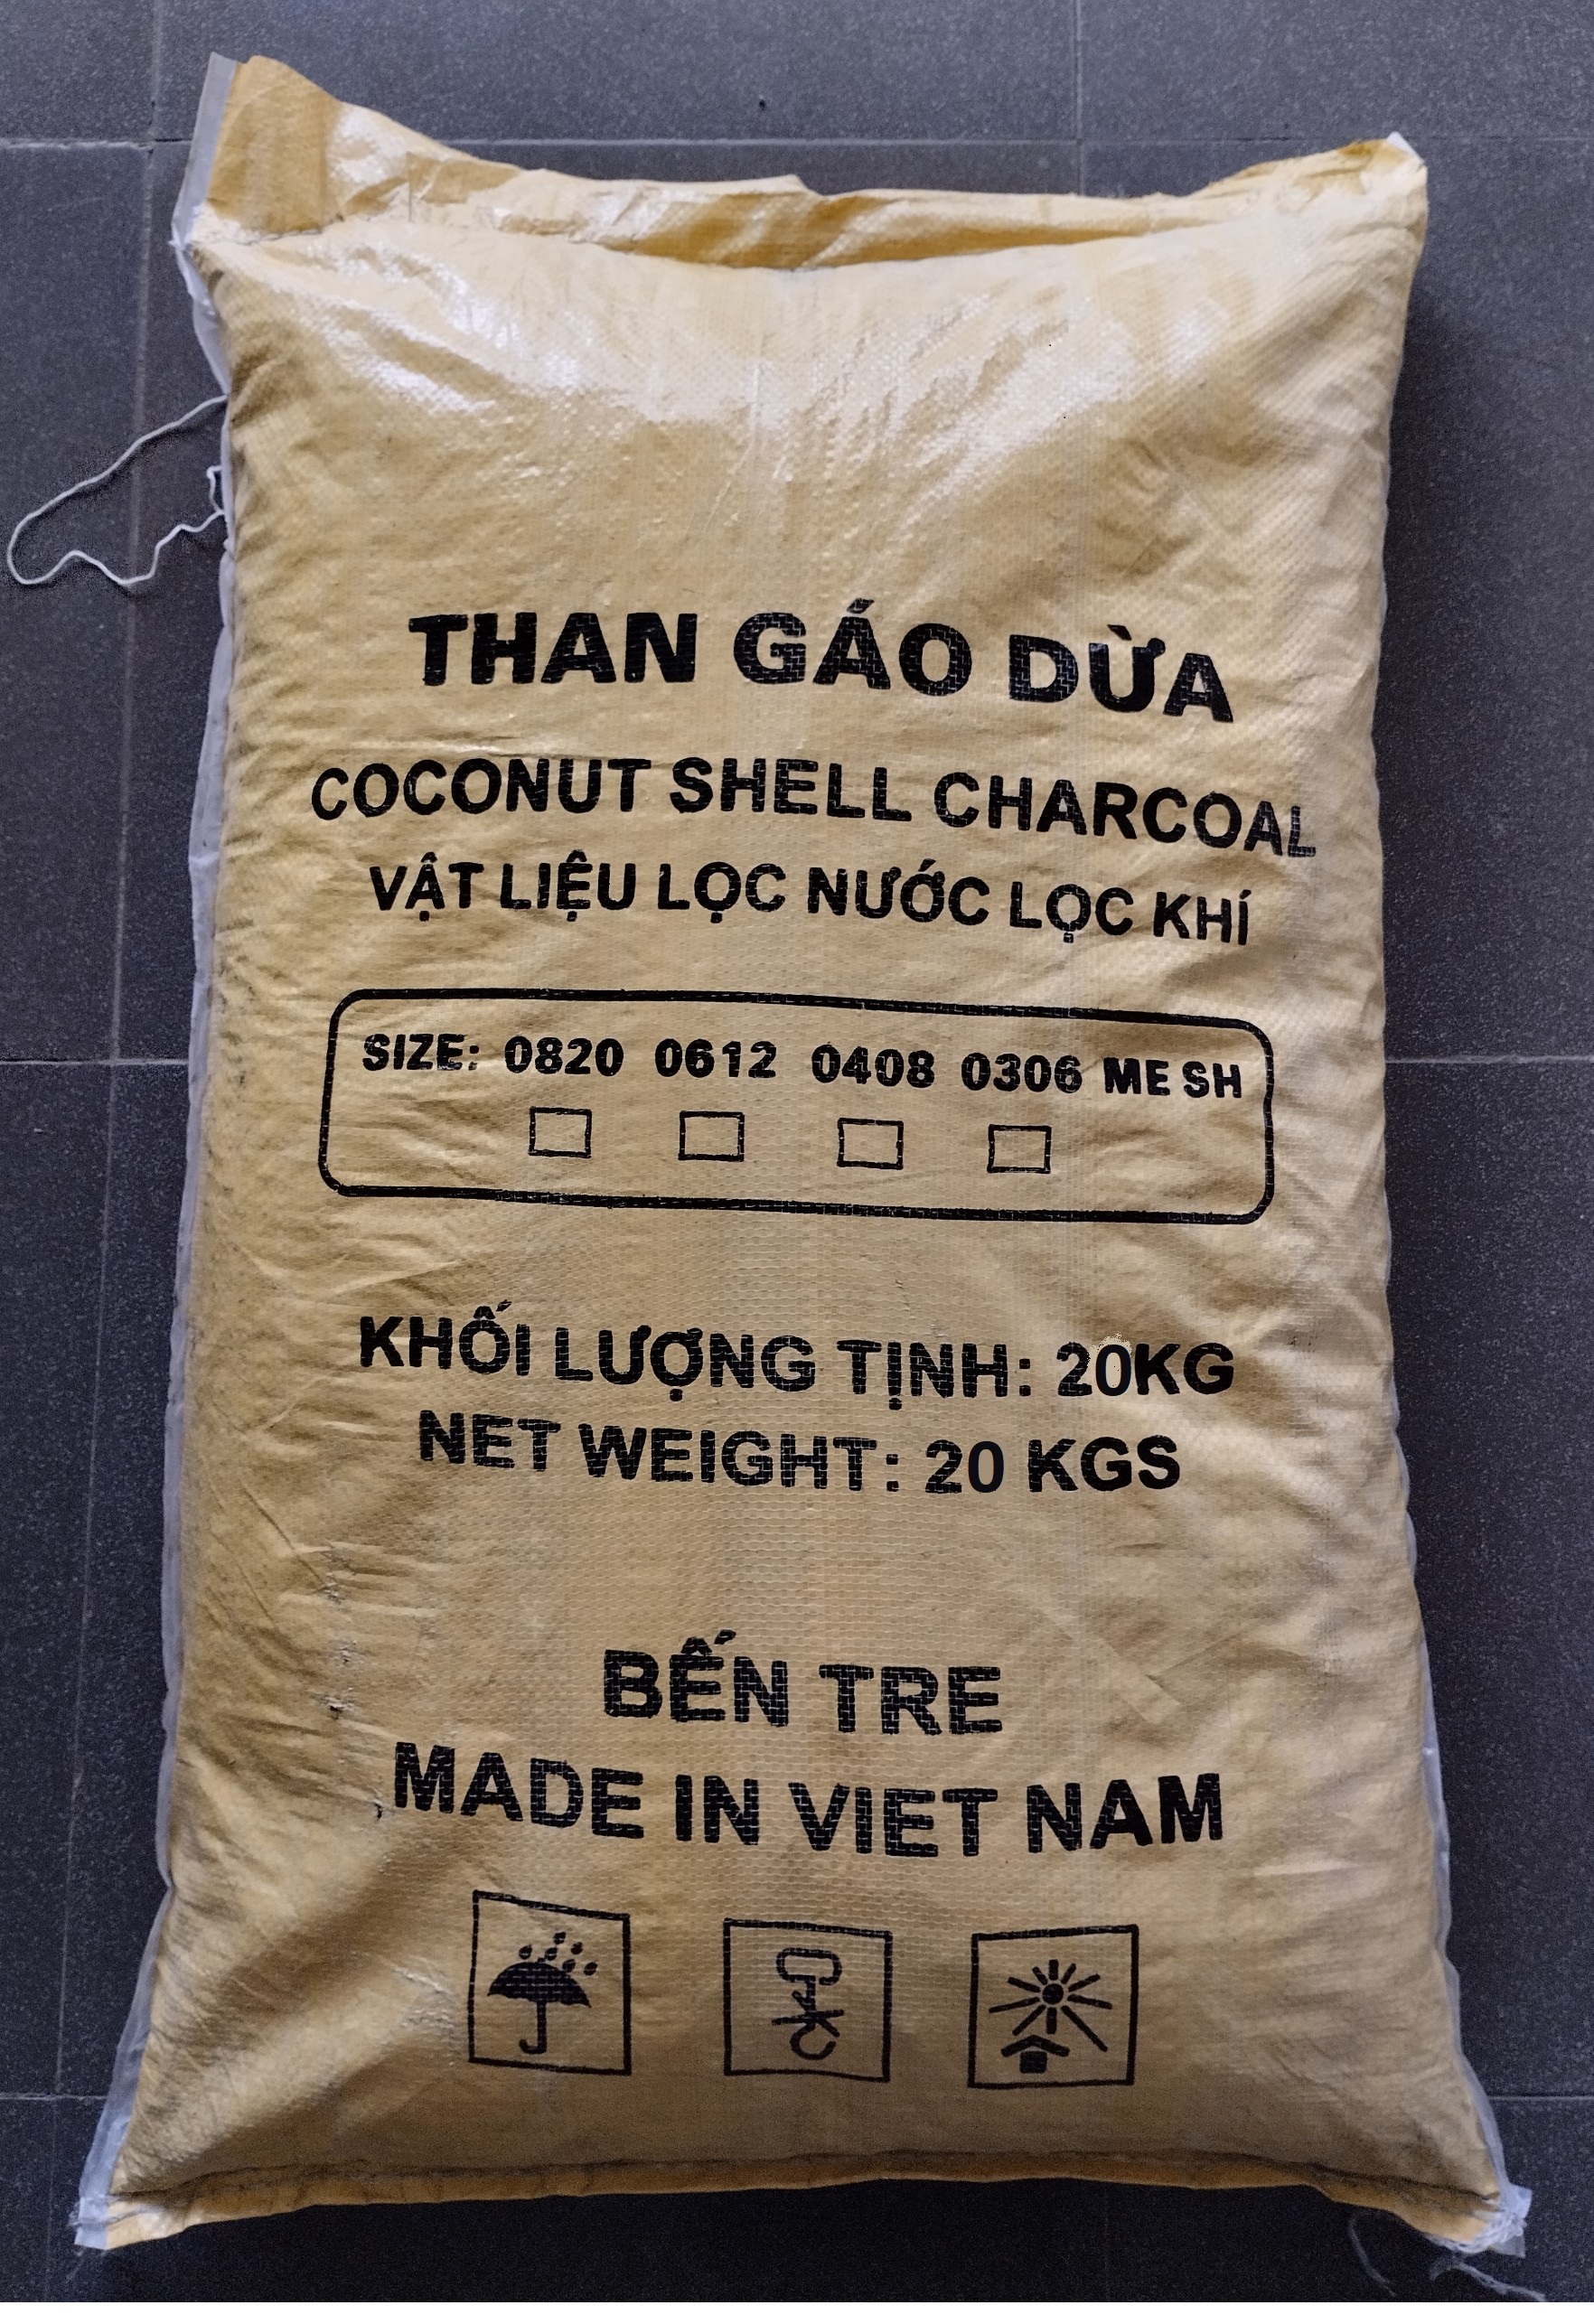 THAN GÁO DỪA
COCONUT SHELL CHARCOAL
VẬT LIỆU LỌC NƯỚC LỌC KHÍ
SIZE: 0820 0612 0408 0306 MESH
KHỐI LƯỢNG TỊNH: 20KG
NET WEIGHT: 20 KGS
BẾN TRE
MADE IN VIET NAM